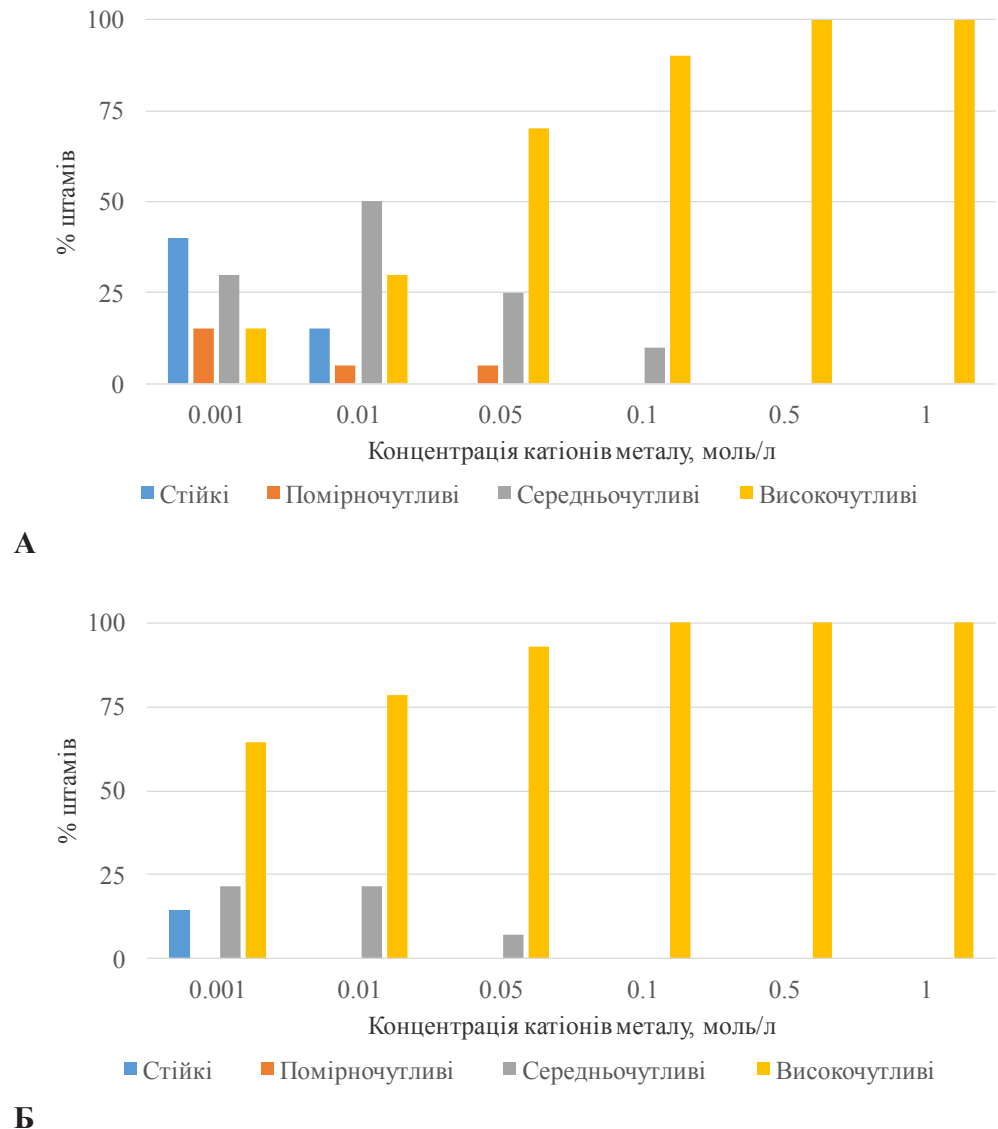 100
75
50
25
0
% штамів
0.001 0.01 0.05 0.1 0.5 1
Концентрація катіонів металу, моль/л
Стійкі Помірночутливі Середньочутливі Високочутливі
А
100
75
50
25
0
% штамів
0.001 0.01 0.05 0.1 0.5 1
Концентрація катіонів металу, моль/л
Стійкі Помірночутливі Середньочутливі Високочутливі
Б